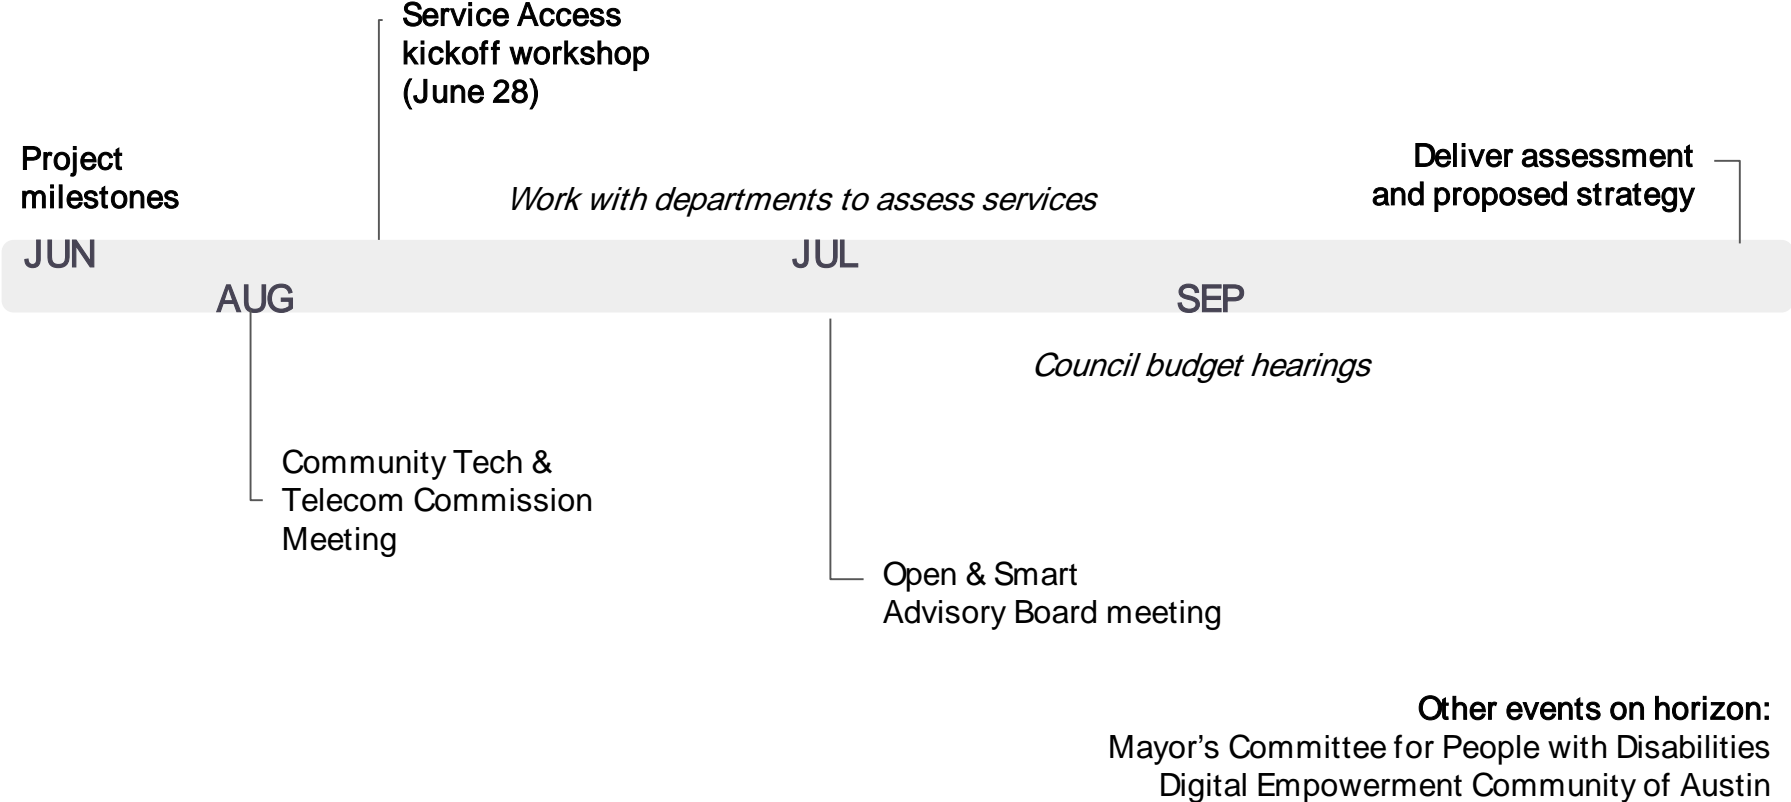 Service Access
kickoff workshop
(June 28)
Project
milestones
Work with departments to assess services
Deliver assessment
and proposed strategy
JUN
JUL
AUG
SEP
Council budget hearings
Community Tech &
Telecom Commission
Meeting
Open & Smart
Advisory Board meeting
Other events on horizon:
Mayor’s Committee for People with Disabilities
Digital Empowerment Community of Austin